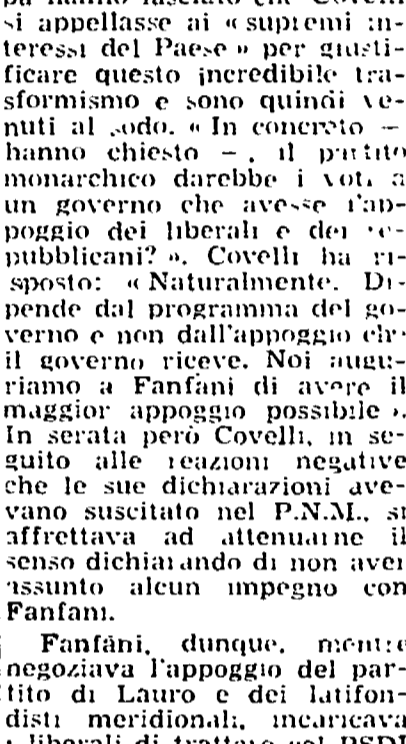 si appellasse ai « supremi in-
teressi del Paese » per giusti-
ficare questo incredibile tra-
sformismo e sono quindi ve-
nuti al sodo. « In concreto —
hanno chiesto — , il partito
monarchico darebbe i voti a
un governo che avesse l'ap-
poggio dei liberali e dei re-
pubblicani? ». Covelli ha ri-
sposto: « Naturalmente. Di-
pende dal programma del go-
verno e non dall'appoggio che
il governo riceve. Noi augu-
riamo a Fanfani di avere il
maggior appoggio possibile ».
In serata però Covelli, in se-
guito alle reazioni negative
che le sue dichiarazioni ave-
vano suscitato nel P.N.M., si
affrettava ad attenuarne il
senso dichiarando di non aver
assunto alcun impegno con
Fanfani.
Fanfani, dunque, mentre
negoziava l'appoggio del par-
tito di Lauro e dei latifon-
disti meridionali, incaricava
i liberali di trattare nel PSDI